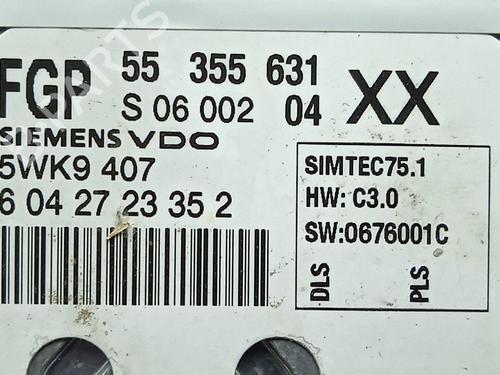 FGP 55 355 631 XX
S 06 002 04
SIEMENS VDO
5WK9 407
6 04 27 23 35 2
SIMTEC75.1
HW: C3.0
SW:0676001C
DLS
PLS